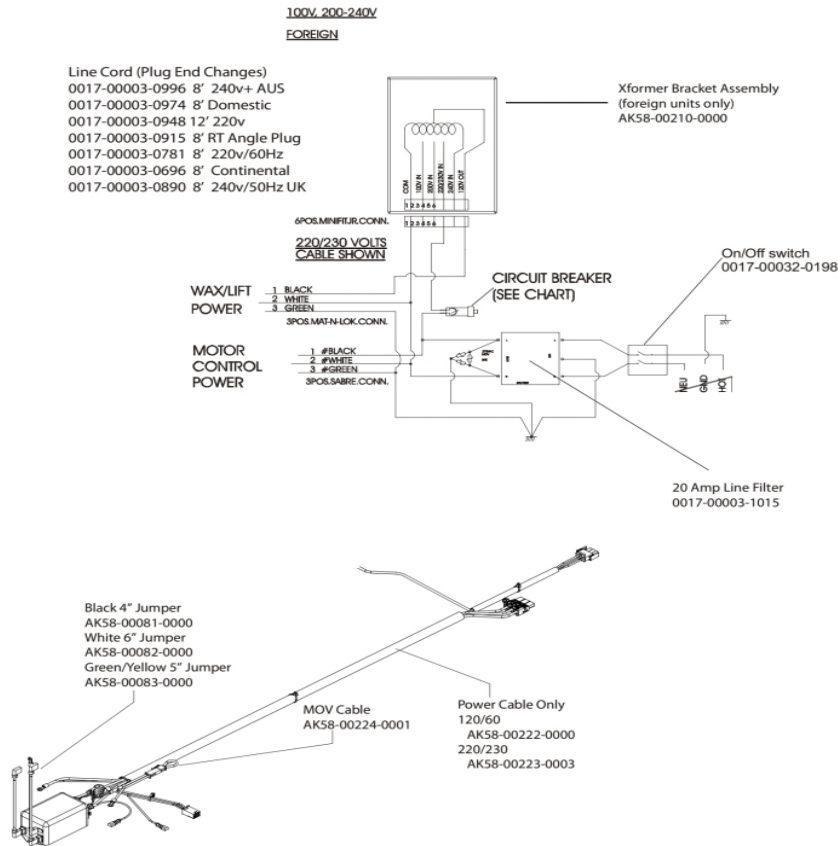 100V, 200-240V
FOREIGN
Line Cord (Plug End Changes)
0017-00003-0996 8’ 240v+ AUS
0017-00003-0974 8’ Domestic
0017-00003-0948 12’ 220v
0017-00003-0915 8’ RT Angle Plug
0017-00003-0781 8’ 220v/60Hz
0017-00003-0696 8’ Continental
0017-00003-0890 8’ 240v/50Hz UK
Xformer Bracket Assembly
(foreign units only)
AK58-00210-0000
COM
100V IN
200V IN
220/230V IN
240V IN
120V OUT
1 2 3 4 5 6
1 2 3 4 5 6
6POS.MINIFITJR.CONN.
220/230 VOLTS
CABLE SHOWN
On/Off switch
0017-00032-0198
CIRCUIT BREAKER
(SEE CHART)
WAX/LIFT
POWER
1 BLACK
2 WHITE
3 GREEN
3POS.MAT-N-LOK.CONN.
MOTOR
CONTROL
POWER
1 #BLACK
2 #WHITE
3 #GREEN
3POS.SABRE.CONN.
NEU
GND
HOT
20 Amp Line Filter
0017-00003-1015
Black 4” Jumper
AK58-00081-0000
White 6” Jumper
AK58-00082-0000
Green/Yellow 5” Jumper
AK58-00083-0000
MOV Cable
AK58-00224-0001
Power Cable Only
120/60
AK58-00222-0000
220/230
AK58-00223-0003